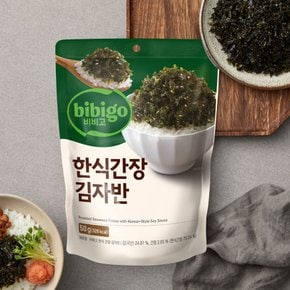 bibigo
비비고
한식간장
김자반
50 g
Roasted Seaweed Flakes with Korean Style Soy Sauce